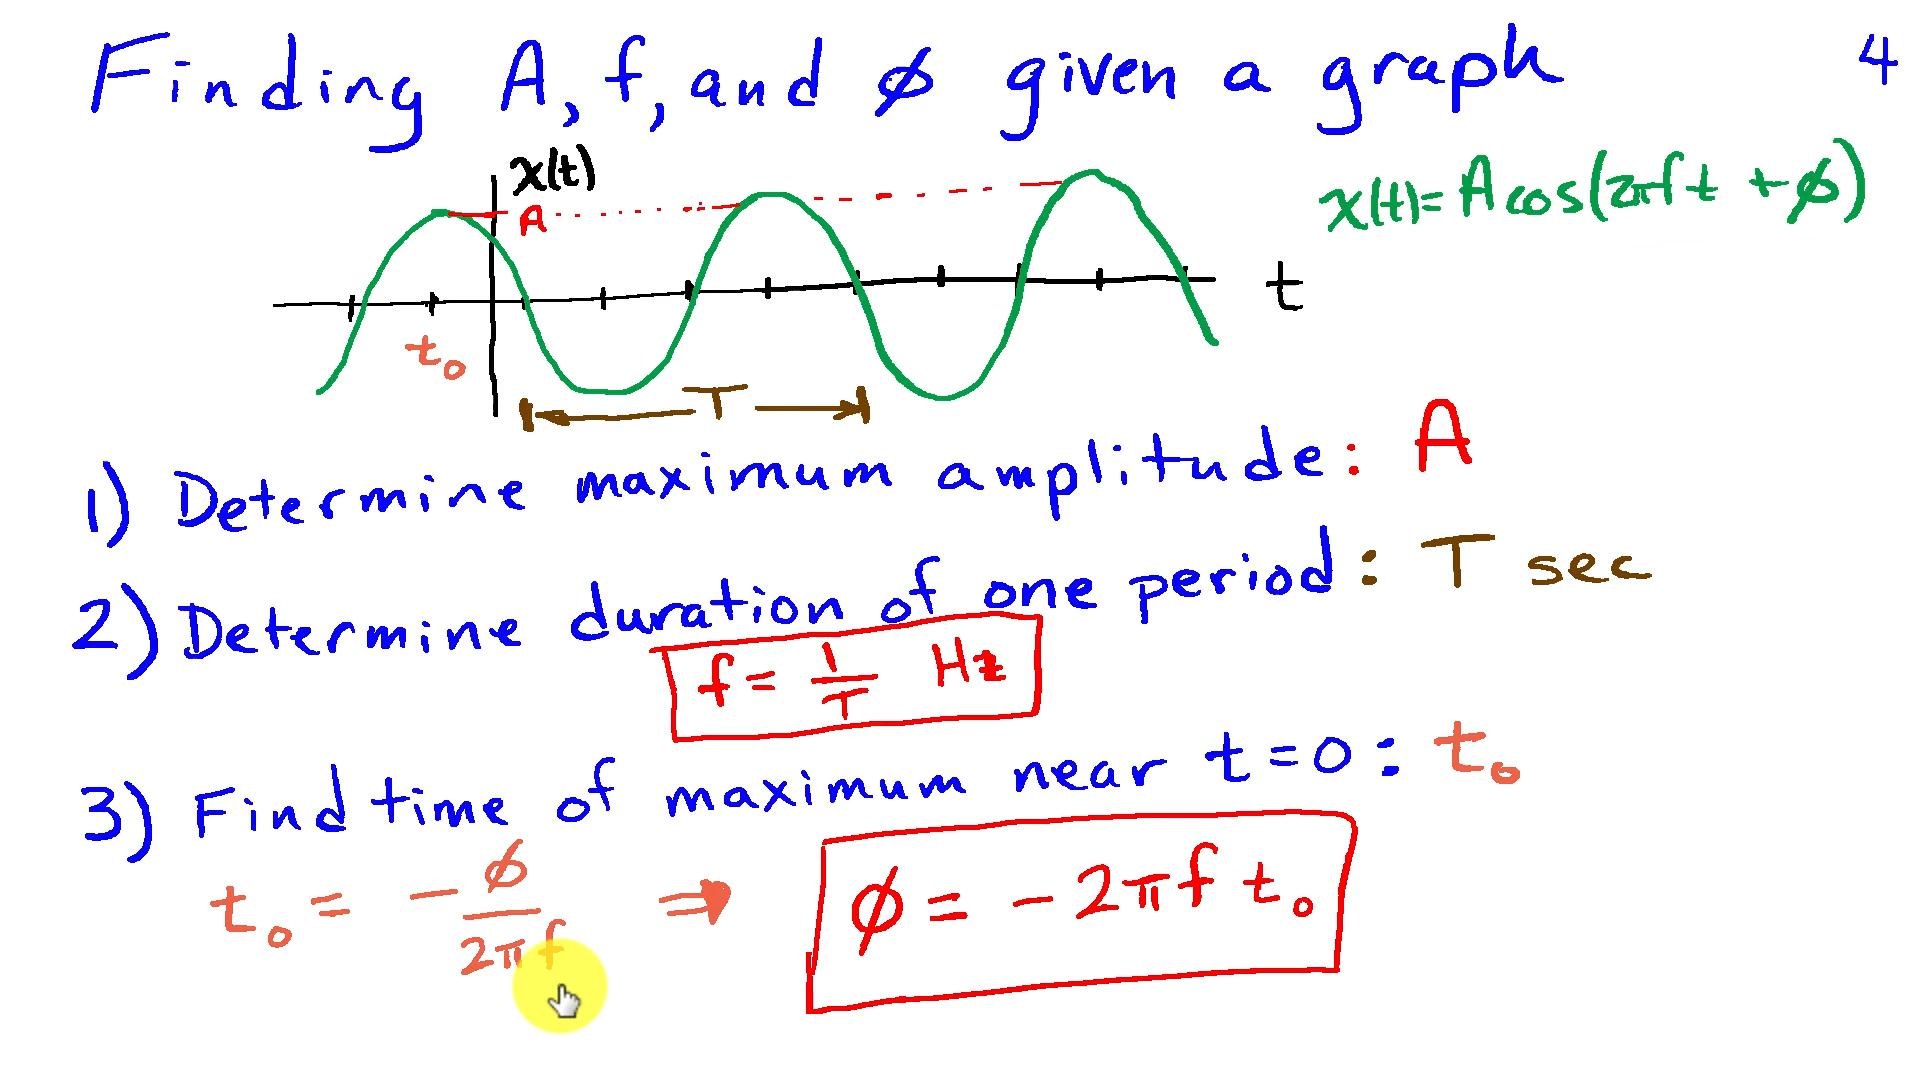 Finding A, f, and ø given a graph
4
x(t)
A
x(t) = A cos(2πft + ø)
t
t₀
T
1) Determine maximum amplitude: A
2) Determine duration of one period: T sec
f = 1/T Hz
3) Find time of maximum near t = 0: t₀
t₀ = -ø/2πf ⇒ ø = -2πf t₀